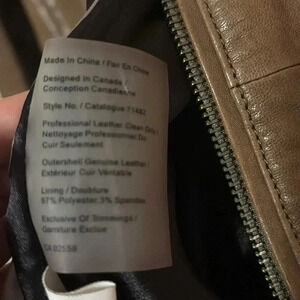 Made In China / Fait En Chine
Designed In Canada /
Conception Canadienne
Style No. / Catalogue 71482
Professional Leather Clean Only /
Nettoyage Professionnel Du
Cuir Seulement
Outershell Genuine Leather /
Extérieur Cuir Véritable
Lining / Doublure
97% Polyester 3% Spandex
Exclusive Of Trimmings /
Garniture Exclue